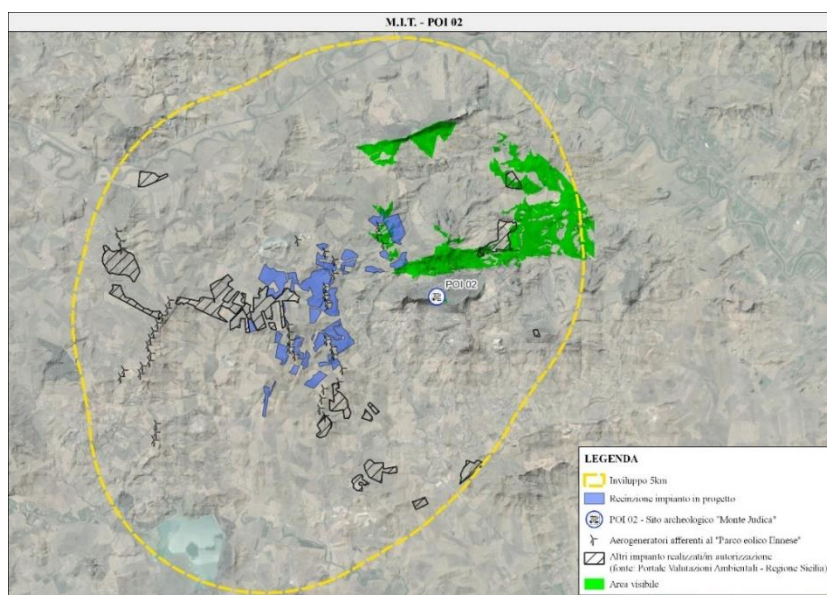 M.I.T. - POI 02
POI 02
LEGENDA
Inviluppo 5km
Recinzione impianto in progetto
POI 02 - Sito archeologico "Monte Judica"
Aerogeneratori afferenti al "Parco eolico Ennese"
Altri impianto realizzati/in autorizzazione
(fonte: Portale Valutazioni Ambientali - Regione Sicilia)
Area visibile